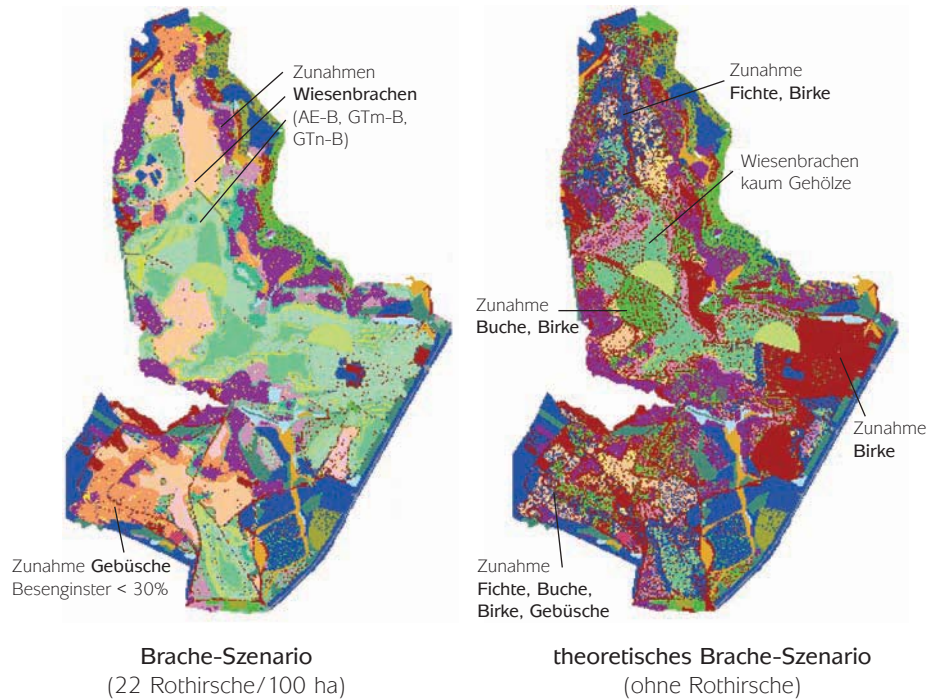 Zunahmen
Wiesenbrachen
(AE-B, GTm-B,
GTn-B)
Zunahme Gebüsche
Besenginster < 30%
Brache-Szenario
(22 Rothirsche/100 ha)
Zunahme
Fichte, Birke
Wiesenbrachen
kaum Gehölze
Zunahme
Buche, Birke
Zunahme
Birke
Zunahme
Fichte, Buche,
Birke, Gebüsche
theoretisches Brache-Szenario
(ohne Rothirsche)